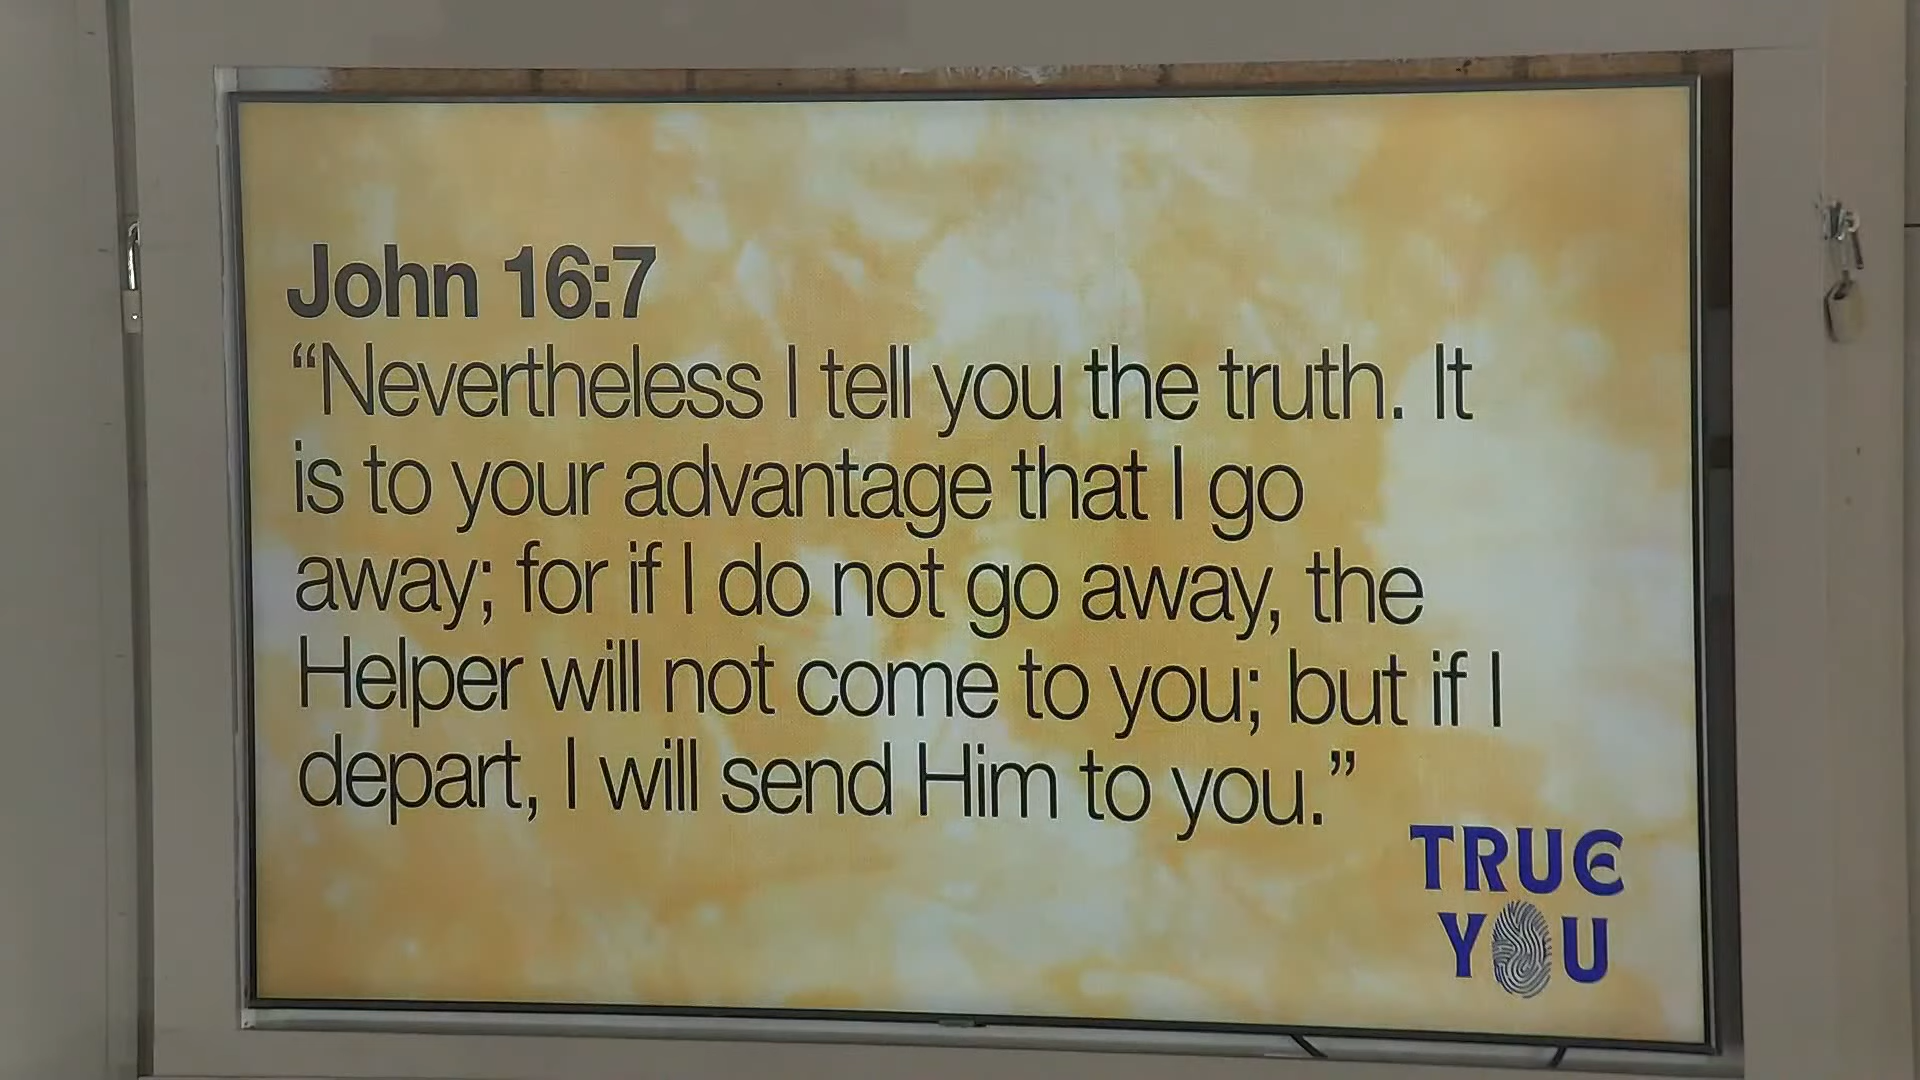 John 16:7
“Nevertheless I tell you the truth. It
is to your advantage that I go
away; for if I do not go away, the
Helper will not come to you; but if I
depart, I will send Him to you.”
TRUE
YOU